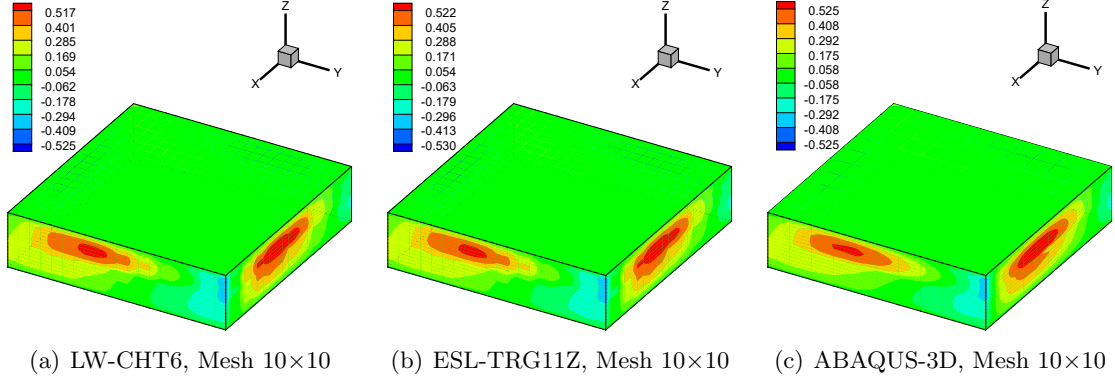 0.517
0.401
0.285
0.169
0.054
-0.062
-0.178
-0.294
-0.409
-0.525
Z
Y
X
0.522
0.402
0.285
0.171
0.054
-0.063
-0.179
-0.296
-0.413
-0.530
Z
Y
X
0.525
0.408
0.292
0.175
0.058
-0.058
-0.175
-0.292
-0.408
-0.525
Z
Y
X
(a) LW-CHT6, Mesh 10×10
(b) ESL-TRG11Z, Mesh 10×10
(c) ABAQUS-3D, Mesh 10×10